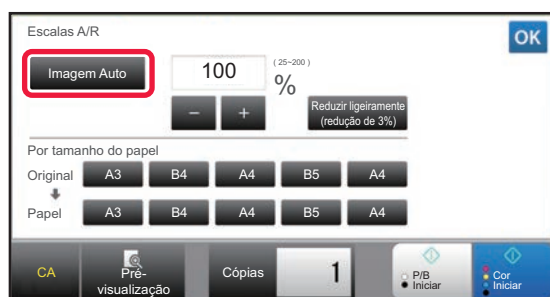 Escalas A/R
OK
Imagem Auto
100
(25~200)
%
Reduzir ligeiramente
(redução de 3%)
- +
Por tamanho do papel
Original A3 B4 A4 B5 A4
Papel A3 B4 A4 B5 A4
CA
Pré-
visualização
Cópias
1
P/B
Iniciar
Cor
Iniciar